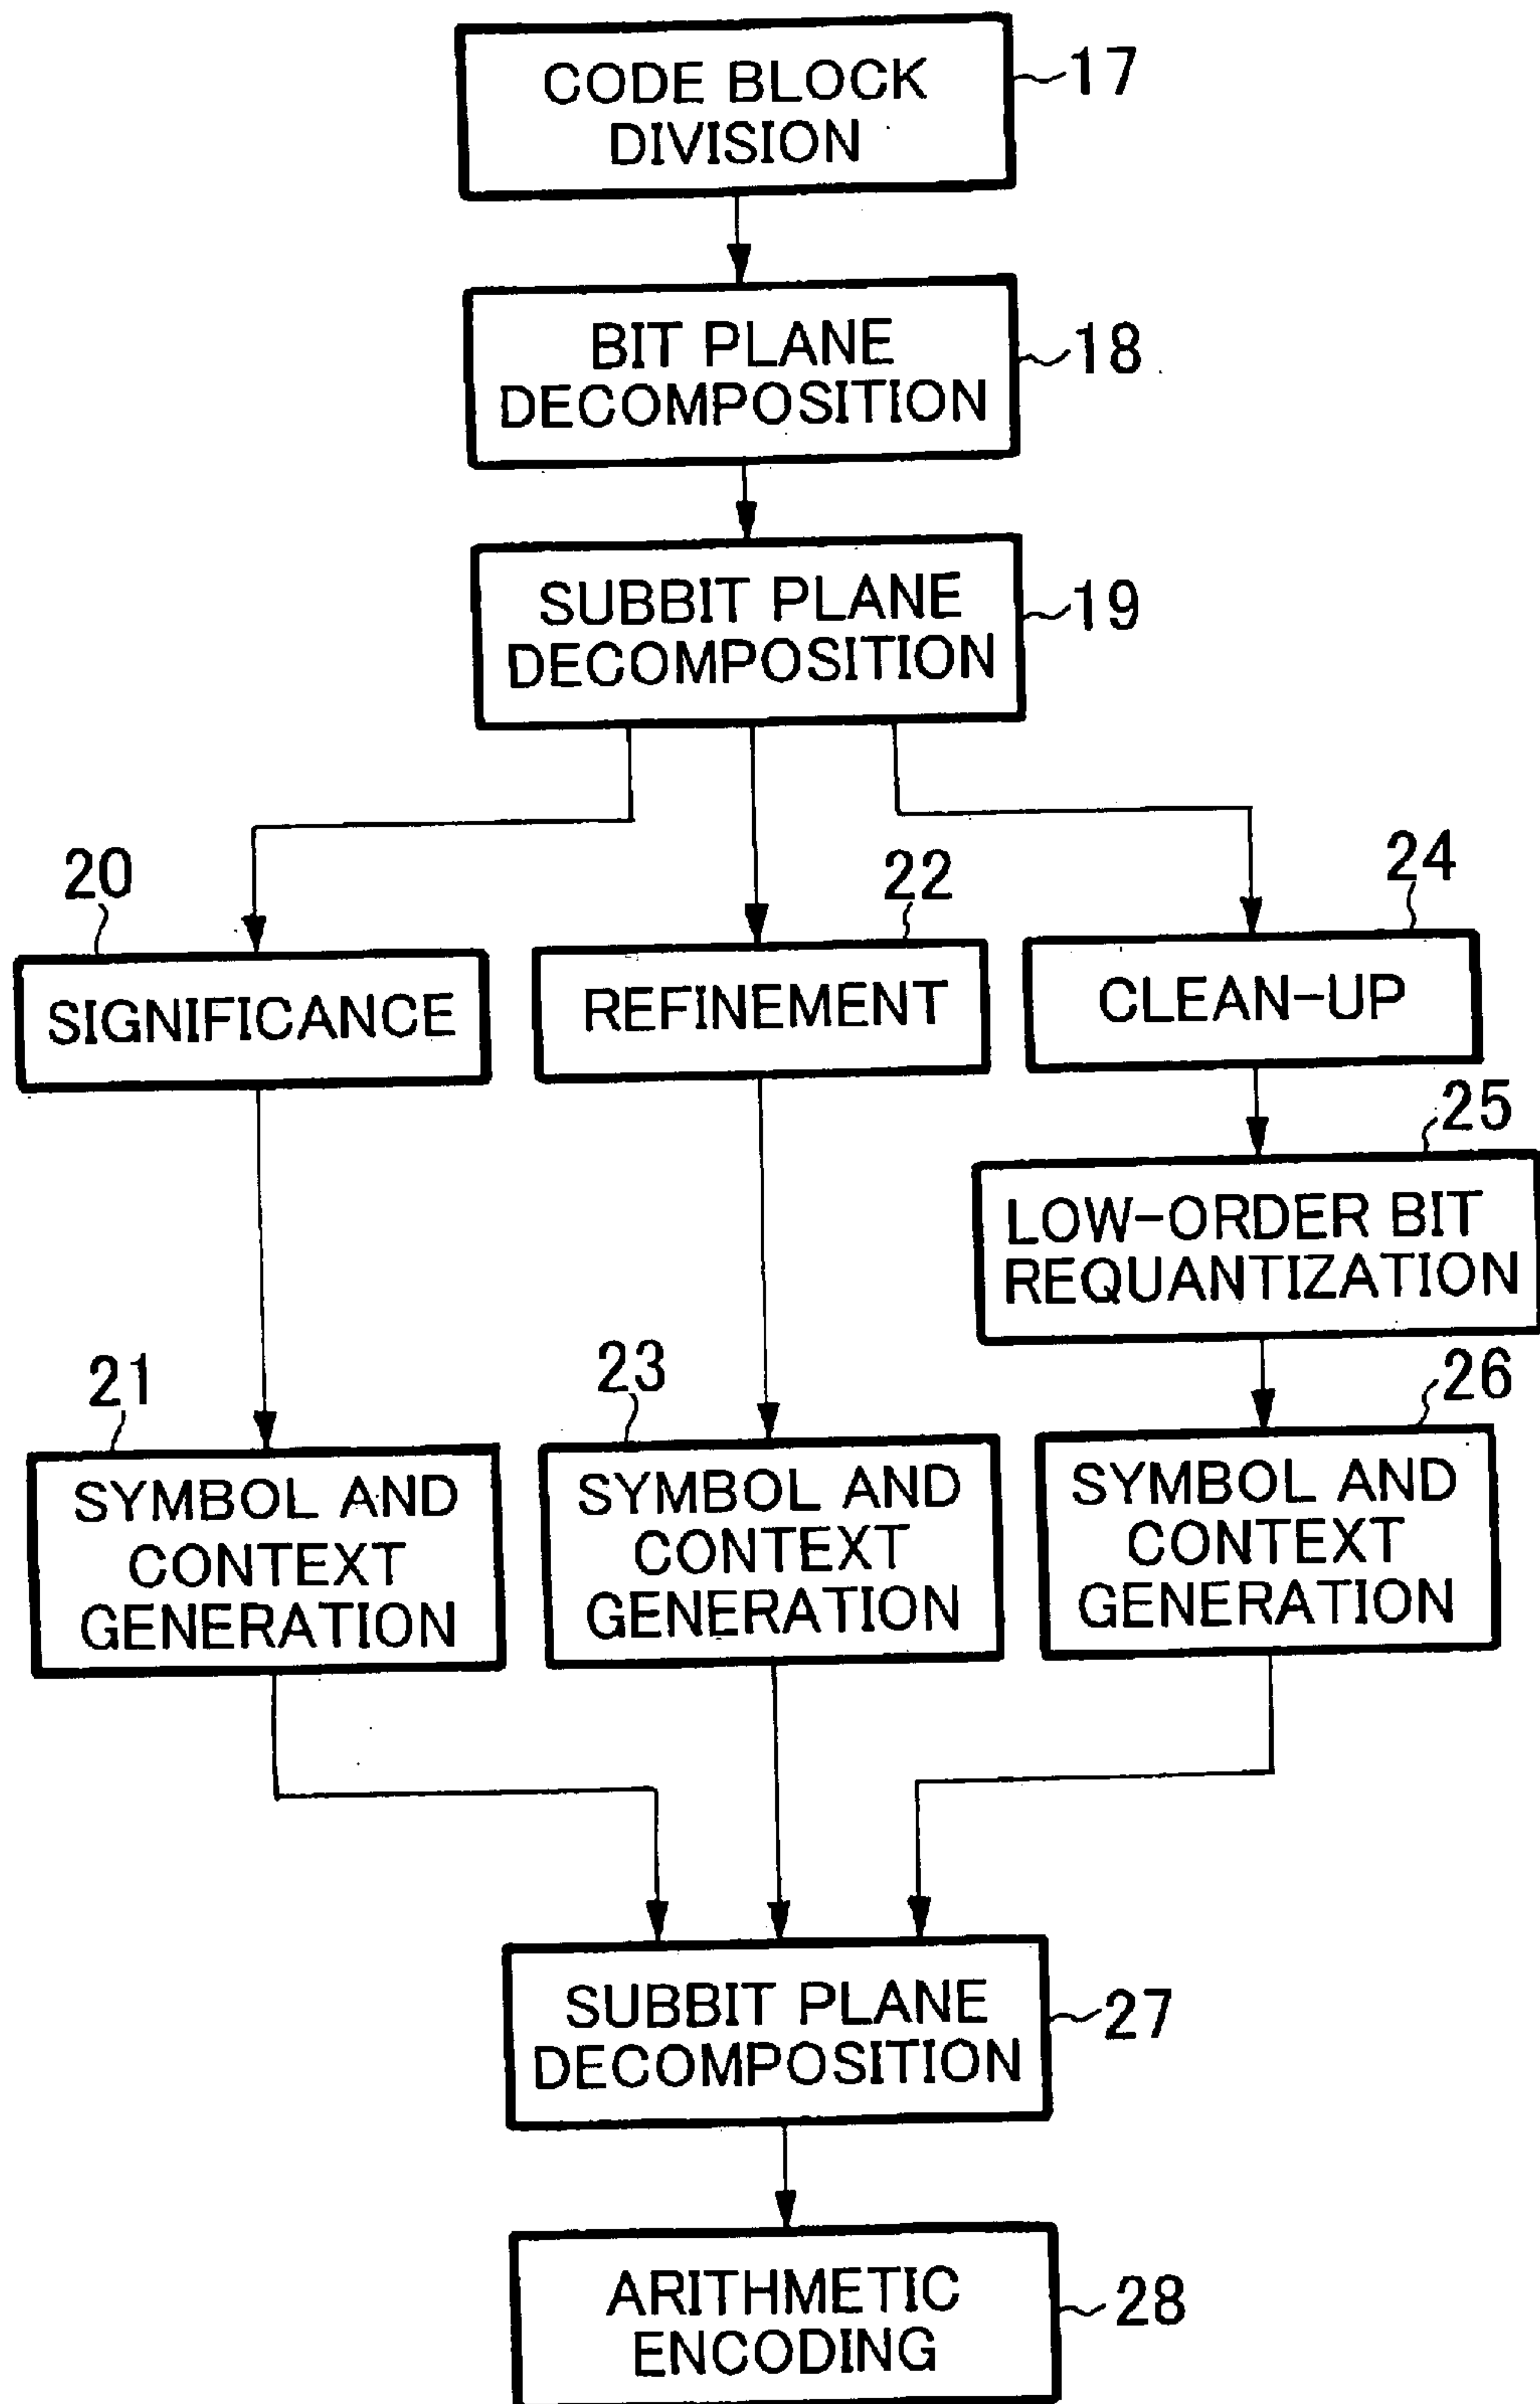 CODE BLOCK
DIVISION
17
BIT PLANE
DECOMPOSITION
18
SUBBIT PLANE
DECOMPOSITION
19
20
22
24
SIGNIFICANCE
REFINEMENT
CLEAN-UP
25
LOW-ORDER BIT
REQUANTIZATION
21
23
26
SYMBOL AND
CONTEXT
GENERATION
SYMBOL AND
CONTEXT
GENERATION
SYMBOL AND
CONTEXT
GENERATION
SUBBIT PLANE
DECOMPOSITION
27
ARITHMETIC
ENCODING
28